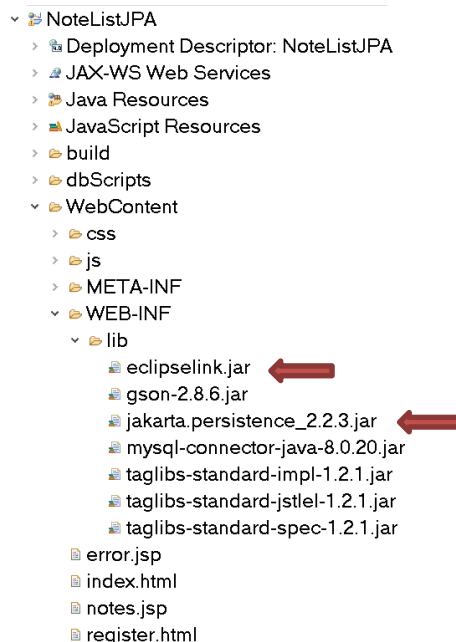 NoteListJPA
Deployment Descriptor: NoteListJPA
JAX-WS Web Services
Java Resources
JavaScript Resources
build
dbScripts
WebContent
css
js
META-INF
WEB-INF
lib
eclipselink.jar
gson-2.8.6.jar
jakarta.persistence_2.2.3.jar
mysql-connector-java-8.0.20.jar
taglibs-standard-impl-1.2.1.jar
taglibs-standard-jstlel-1.2.1.jar
taglibs-standard-spec-1.2.1.jar
error.jsp
index.html
notes.jsp
register.html